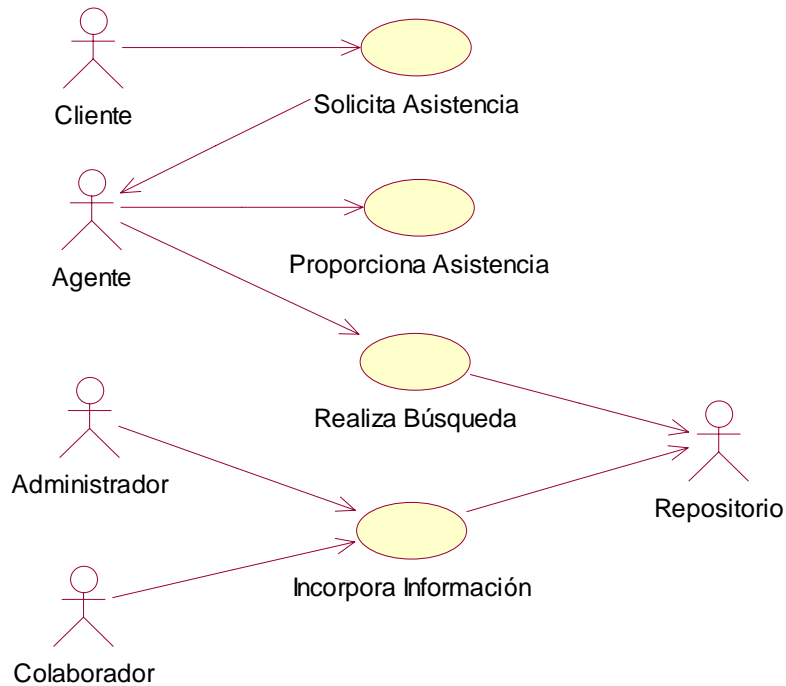 Cliente
Solicita Asistencia
Agente
Proporciona Asistencia
Realiza Búsqueda
Administrador
Repositorio
Incorpora Información
Colaborador